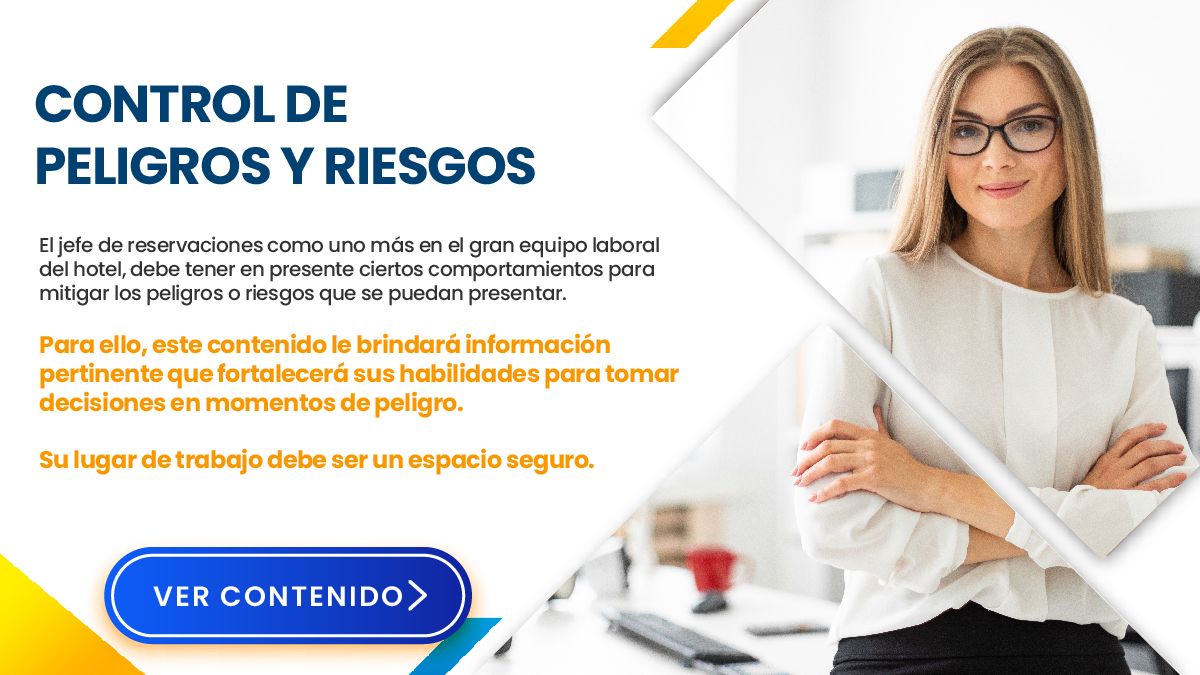 CONTROL DE
PELIGROS Y RIESGOS
El jefe de reservaciones como uno más en el gran equipo laboral
del hotel, debe tener en presente ciertos comportamientos para
mitigar los peligros o riesgos que se puedan presentar.
Para ello, este contenido le brindará información
pertinente que fortalecerá sus habilidades para tomar
decisiones en momentos de peligro.
Su lugar de trabajo debe ser un espacio seguro.
VER CONTENIDO